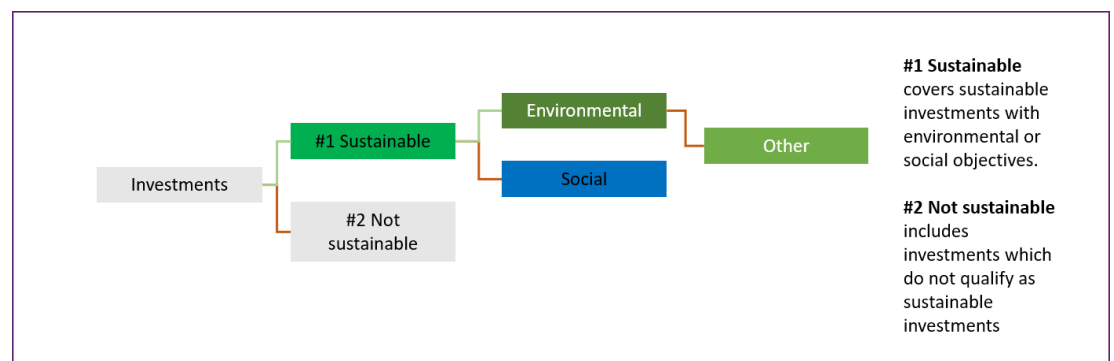 Investments
#1 Sustainable
#2 Not
sustainable
Environmental
Social
Other
#1 Sustainable
covers sustainable
investments with
environmental or
social objectives.
#2 Not sustainable
includes
investments which
do not qualify as
sustainable
investments